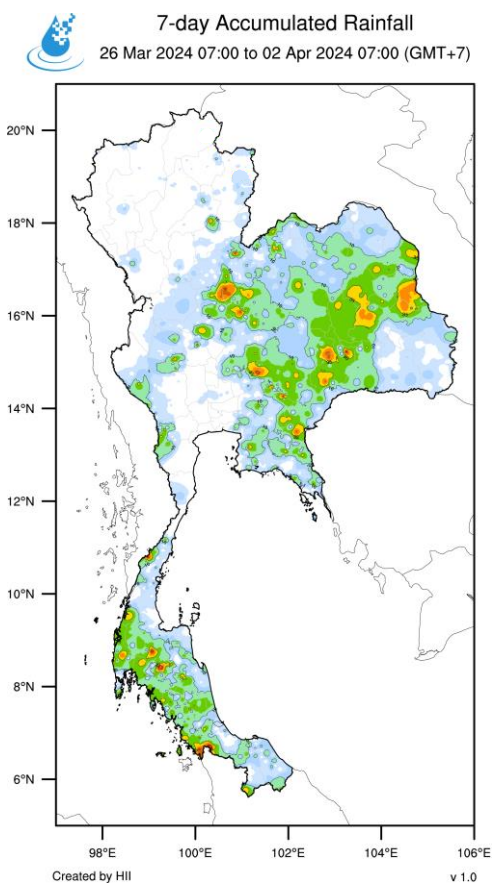 7-day Accumulated Rainfall
26 Mar 2024 07:00 to 02 Apr 2024 07:00 (GMT+7)
20°N
18°N
16°N
14°N
12°N
10°N
8°N
6°N
98°E
100°E
102°E
104°E
106°E
Created by HII
v 1.0